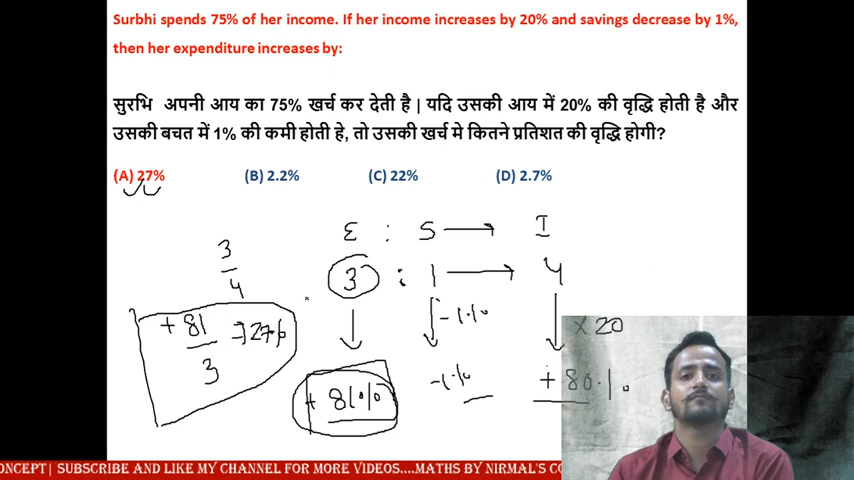 Surbhi spends 75% of her income. If her income increases by 20% and savings decrease by 1%,
then her expenditure increases by:
सुरभि अपनी आय का 75% खर्च कर देती है | यदि उसकी आय में 20% की वृद्धि होती है और
उसकी बचत में 1% की कमी होती हे, तो उसकी खर्च मे कितने प्रतिशत की वृद्धि होगी?
(A) 27% (B) 2.2% (C) 22% (D) 2.7%
E : S → I
3
4
3 : 1 → 4
-1%
× 20
+ 81
3
= 27%
+ 81%
-1%
+ 80%
ONCEPT| SUBSCRIBE AND LIKE MY CHANNEL FOR MORE VIDEOS....MATHS BY NIRMAL'S CO